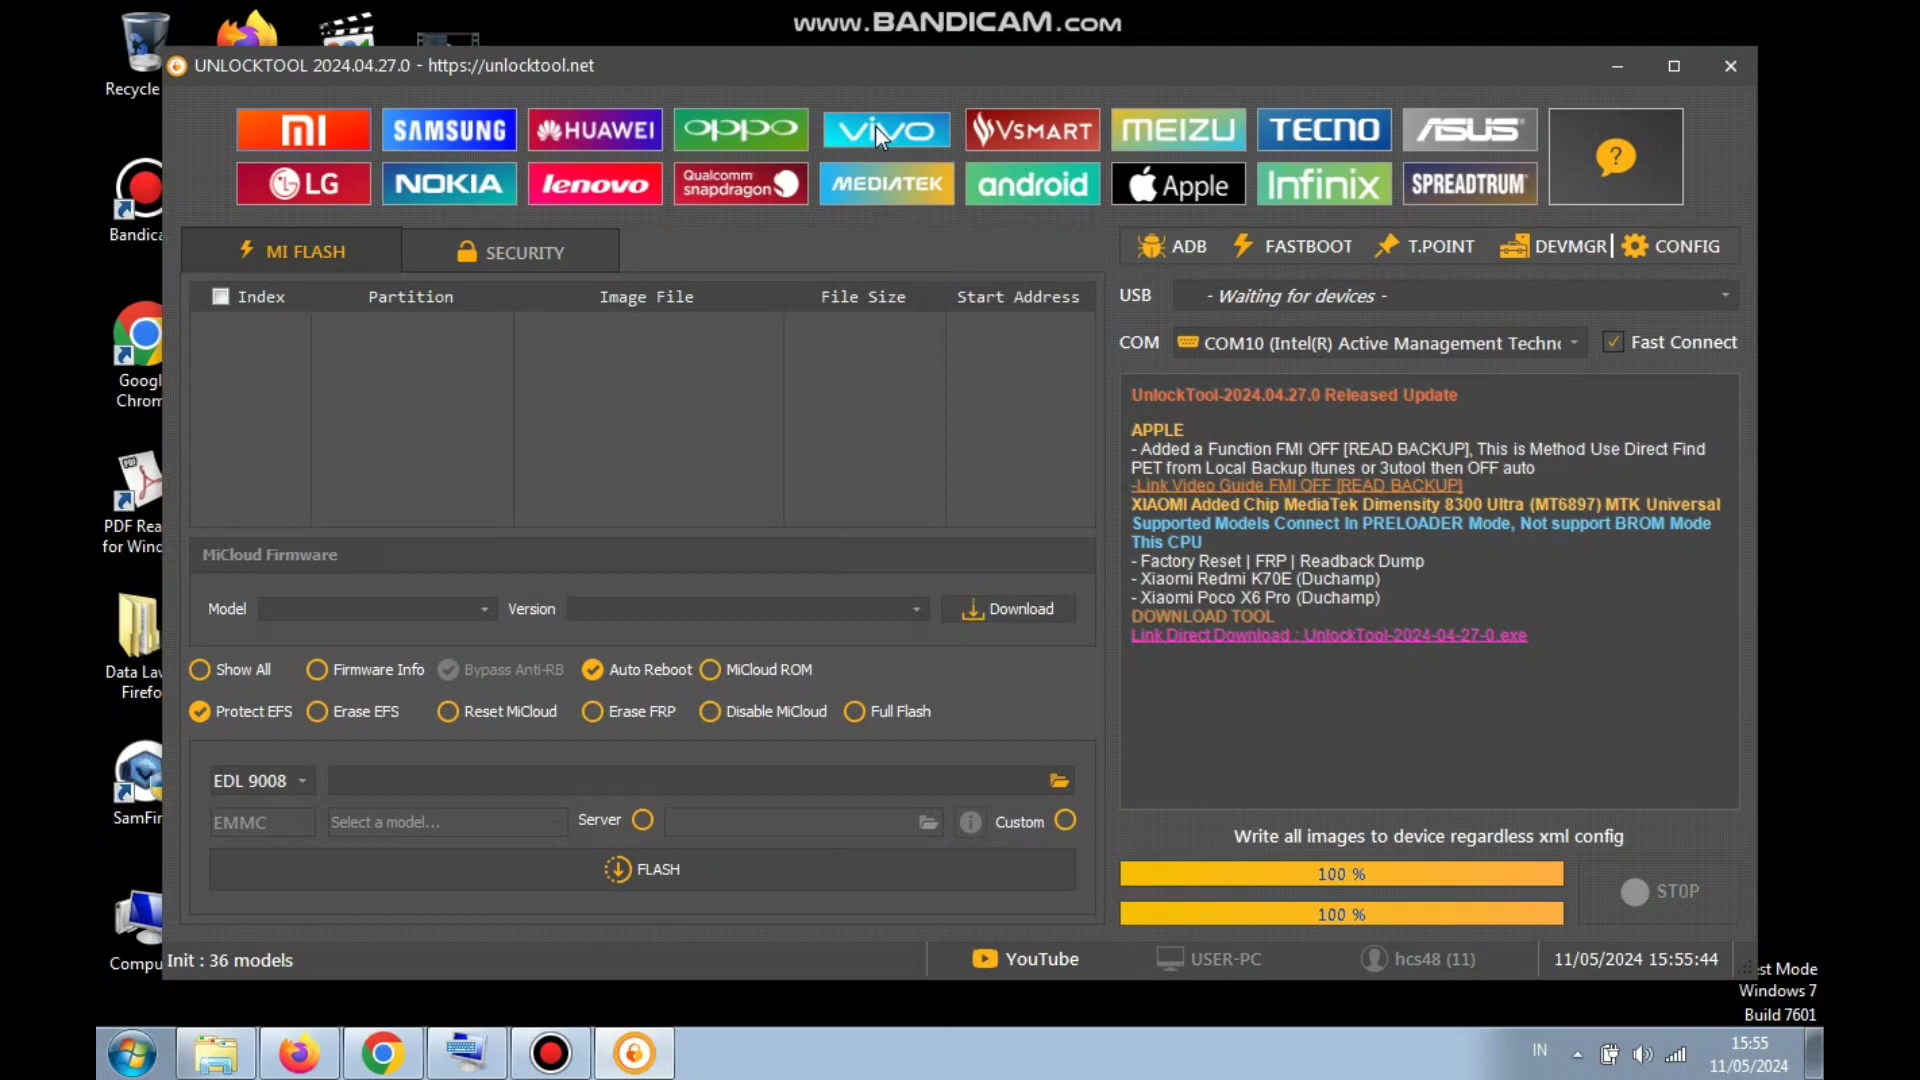 www.BANDICAM.com
Recycle
UNLOCKTOOL 2024.04.27.0 - https://unlocktool.net
mi SAMSUNG HUAWEI oppo vivo VSMART MEIZU TECNO ASUS ?
LG NOKIA lenovo Qualcomm snapdragon MEDIATEK android Apple Infinix SPREADTRUM
Bandica
MI FLASH SECURITY
ADB FASTBOOT T.POINT DEVMGR CONFIG
Index Partition Image File File Size Start Address
USB - Waiting for devices -
COM COM10 (Intel(R) Active Management Techno Fast Connect
Googl
Chrom
UnlockTool-2024.04.27.0 Released Update
APPLE
- Added a Function FMI OFF [READ BACKUP], This is Method Use Direct Find
PET from Local Backup Itunes or 3utool then OFF auto
-Link Video Guide FMI OFF [READ BACKUP]
XIAOMI Added Chip MediaTek Dimensity 8300 Ultra (MT6897) MTK Universal
Supported Models Connect In PRELOADER Mode, Not support BROM Mode
This CPU
- Factory Reset | FRP | Readback Dump
- Xiaomi Redmi K70E (Duchamp)
- Xiaomi Poco X6 Pro (Duchamp)
DOWNLOAD TOOL
Link Direct Download : UnlockTool-2024-04-27-0.exe
PDF
PDF Rea
for Wind
MiCloud Firmware
Model Version Download
Data Lav
Firefo
Show All Firmware Info Bypass Anti-RB Auto Reboot MiCloud ROM
Protect EFS Erase EFS Reset MiCloud Erase FRP Disable MiCloud Full Flash
EDL 9008
EMMC Select a model... Server Custom
FLASH
SamFir
Write all images to device regardless xml config
100 %
100 %
STOP
Compu
Init : 36 models YouTube USER-PC hcs48 (11) 11/05/2024 15:55:44
st Mode
Windows 7
Build 7601
IN 15:55
11/05/2024